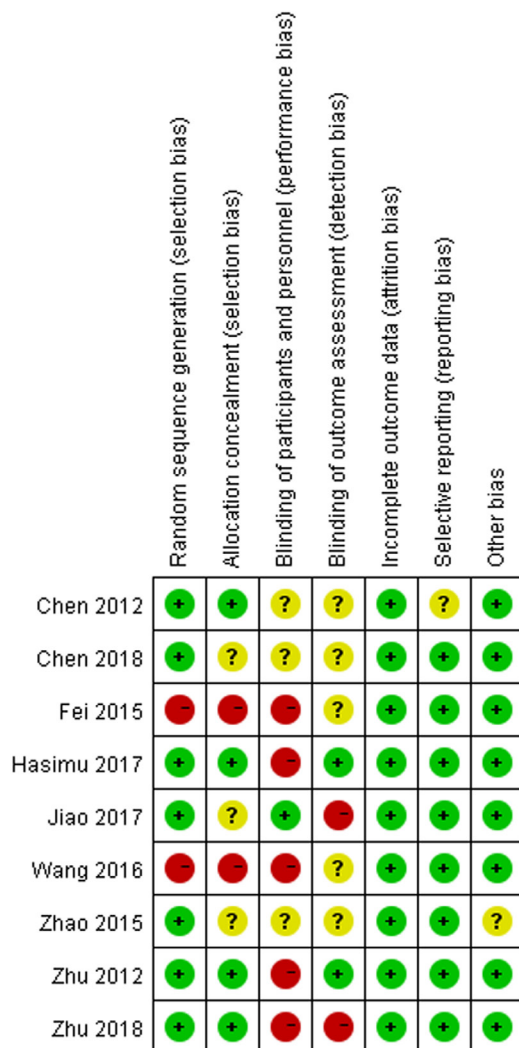 Random sequence generation (selection bias)
Allocation concealment (selection bias)
Blinding of participants and personnel (performance bias)
Blinding of outcome assessment (detection bias)
Incomplete outcome data (attrition bias)
Selective reporting (reporting bias)
Other bias
Chen 2012 + + ? ? + ? +
Chen 2018 + ? ? ? + + +
Fei 2015 - - - ? + + +
Hasimu 2017 + + - + + + +
Jiao 2017 + ? + - + + +
Wang 2016 - - - ? + + +
Zhao 2015 + ? ? ? + + ?
Zhu 2012 + + - + + + +
Zhu 2018 + + - - + + +